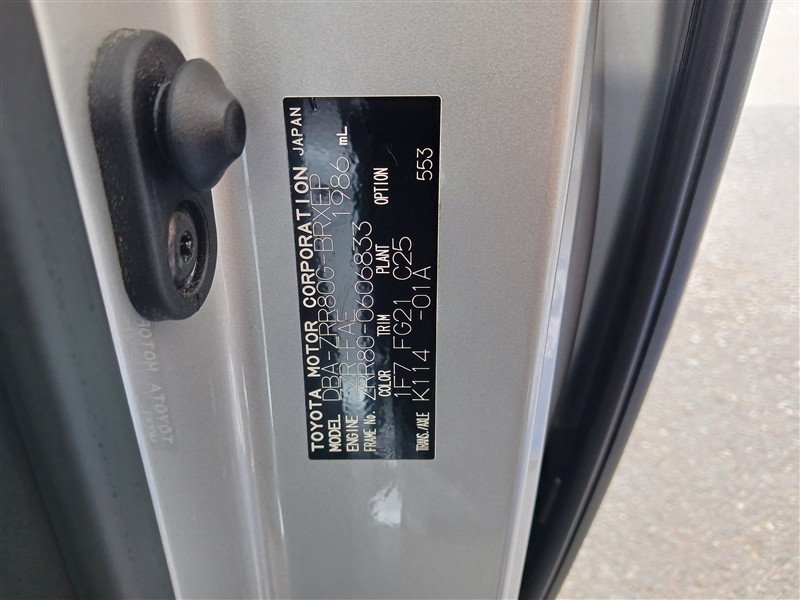 TOYOTA MOTOR CORPORATION JAPAN
MODEL DBA-ZRR80G-BRXEP
ENGINE 3ZR-FAE 1986 mL
FRAME No. ZRR80-0606833
COLOR TRIM PLANT OPTION
1F7 FG21 C25
TRANS./AXLE K114 -01A 553